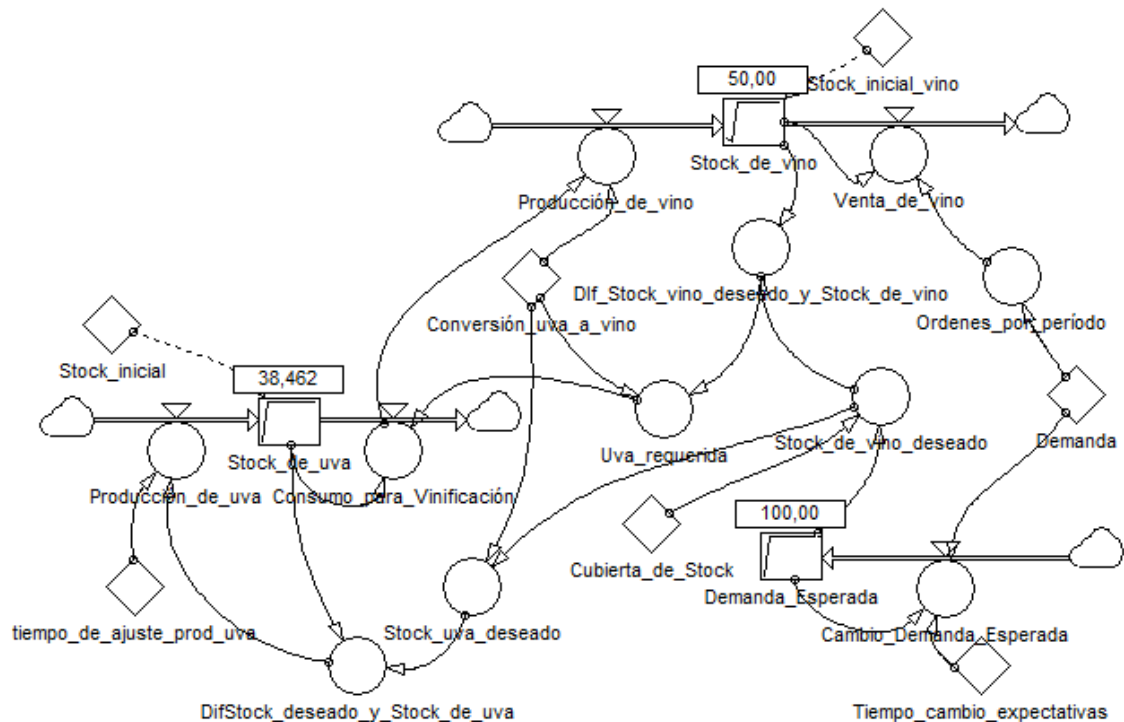 50,00
Stock_inicial_vino
Stock_de_vino
Producción_de_vino
Venta_de_vino
DIf_Stock_vino_deseado_y_Stock_de_vino
Conversión_uva_a_vino
Ordenes_por_período
Stock_inicial
38,462
Stock_de_uva
Uva_requerida
Stock_de_vino_deseado
Demanda
Producción_de_uva
Consumo_para_Vinificación
100,00
Cubierta_de_Stock
Demanda_Esperada
tiempo_de_ajuste_prod_uva
Stock_uva_deseado
Cambio_Demanda_Esperada
DifStock_deseado_y_Stock_de_uva
Tiempo_cambio_expectativas